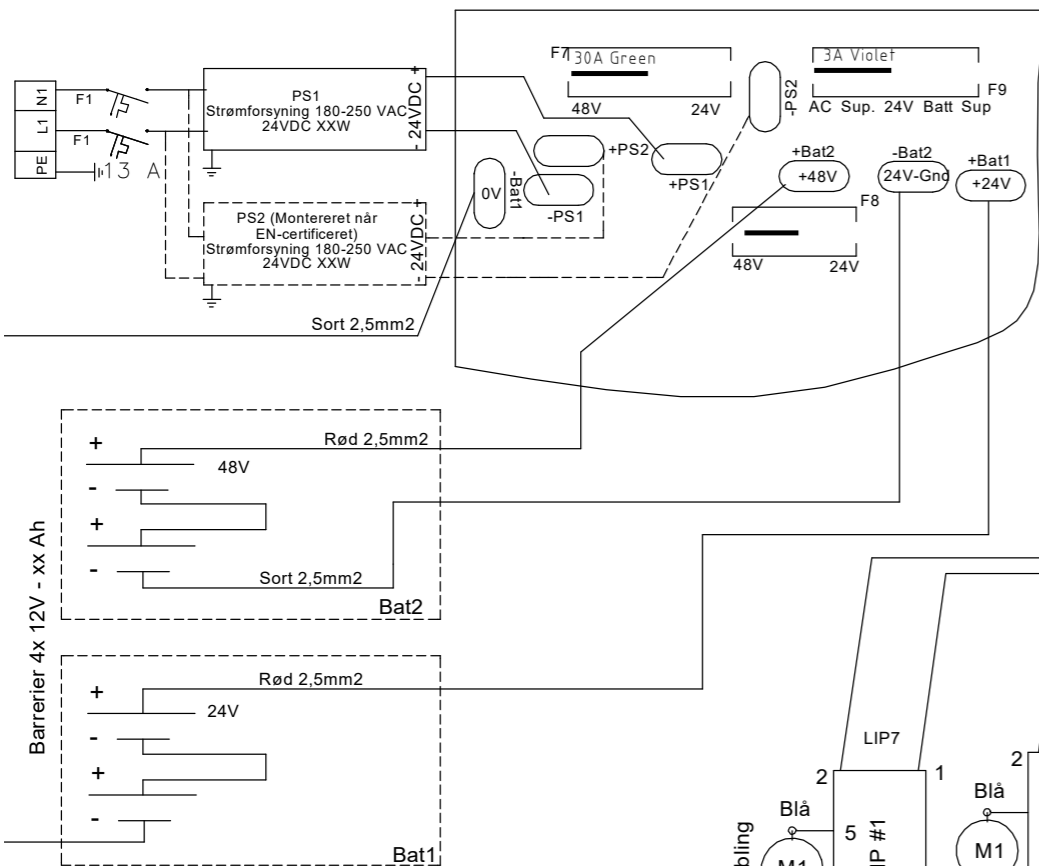 N1
L1
PE
F1
F1
13 A
PS1
Strømforsyning 180-250 VAC
24VDC XXW
- 24VDC +
PS2 (Montereret når
EN-certificeret)
Strømforsyning 180-250 VAC
24VDC XXW
- 24VDC +
F7
30A Green
48V 24V
-PS2
3A Violet
F9
AC Sup. 24V Batt Sup
+PS2
+PS1
0V
-Bat1
-PS1
+Bat2
+48V
-Bat2
24V-Gnd
+Bat1
+24V
F8
48V 24V
Sort 2,5mm2
Barrerier 4x 12V - xx Ah
Rød 2,5mm2
+
48V
-
+
-
Sort 2,5mm2
Bat2
Rød 2,5mm2
+
24V
-
+
-
Bat1
LIP7
2
1
2
Blå
5
Blå
M1
M1
IP #1
bling